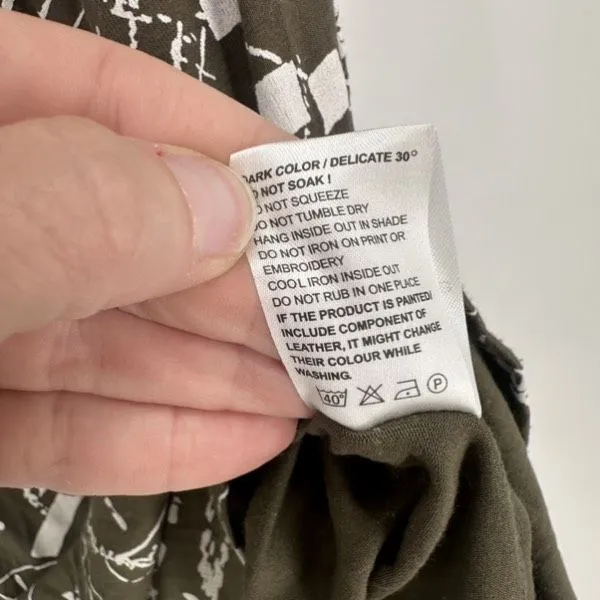 DARK COLOR / DELICATE 30°
DO NOT SOAK !
DO NOT SQUEEZE
DO NOT TUMBLE DRY
HANG INSIDE OUT IN SHADE
DO NOT IRON ON PRINT OR
EMBROIDERY
COOL IRON INSIDE OUT
DO NOT RUB IN ONE PLACE
IF THE PRODUCT IS PAINTED/
INCLUDE COMPONENT OF
LEATHER, IT MIGHT CHANGE
THEIR COLOUR WHILE
WASHING.
40° P